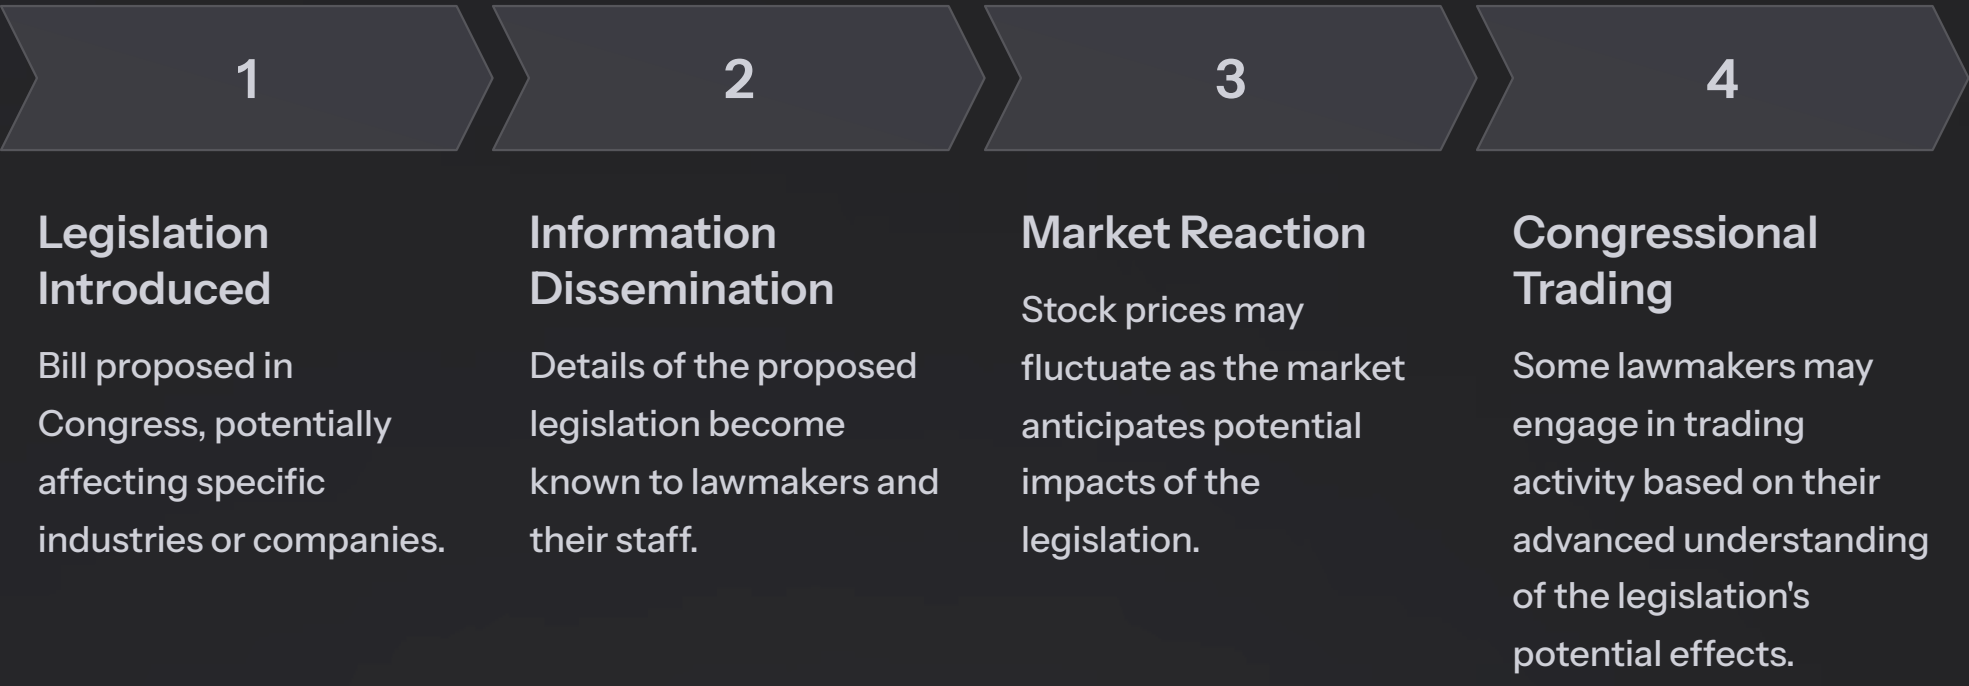 1
2
3
4
Legislation
Introduced
Bill proposed in
Congress, potentially
affecting specific
industries or companies.
Information
Dissemination
Details of the proposed
legislation become
known to lawmakers and
their staff.
Market Reaction
Stock prices may
fluctuate as the market
anticipates potential
impacts of the
legislation.
Congressional
Trading
Some lawmakers may
engage in trading
activity based on their
advanced understanding
of the legislation's
potential effects.